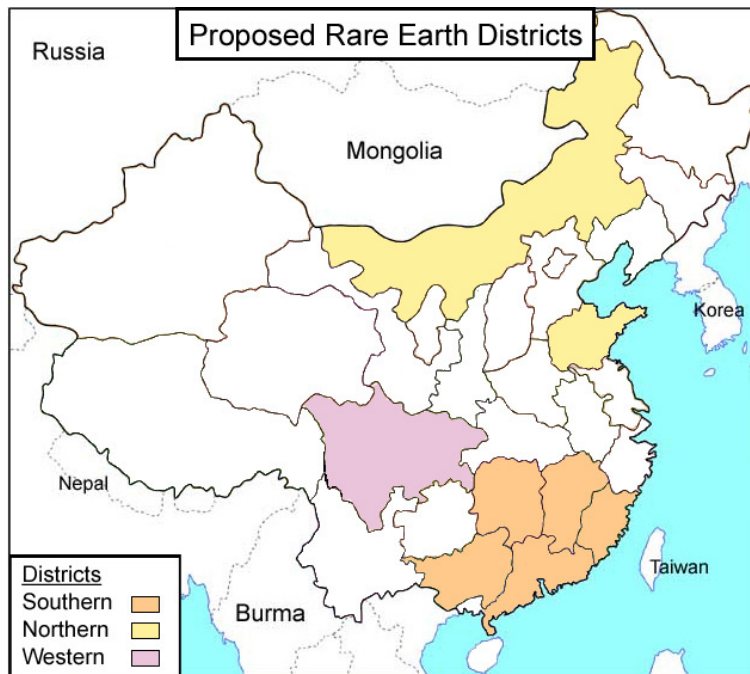 Proposed Rare Earth Districts
Russia
Mongolia
Korea
Nepal
Taiwan
Burma
Districts
Southern
Northern
Western